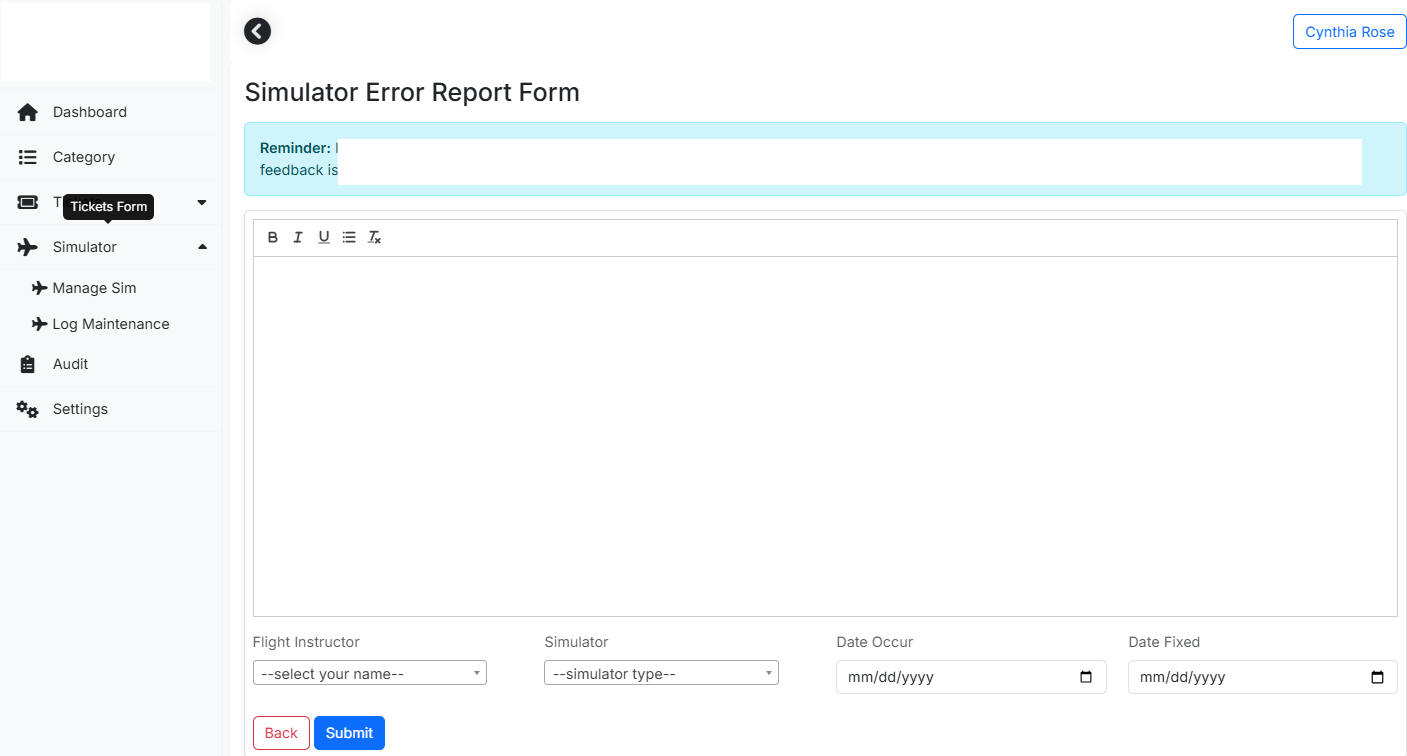 Cynthia Rose
Simulator Error Report Form
Dashboard
Category
Tickets Form
Simulator
Manage Sim
Log Maintenance
Audit
Settings
Reminder:
feedback is
B I U
Flight Instructor
--select your name--
Simulator
--simulator type--
Date Occur
mm/dd/yyyy
Date Fixed
mm/dd/yyyy
Back
Submit